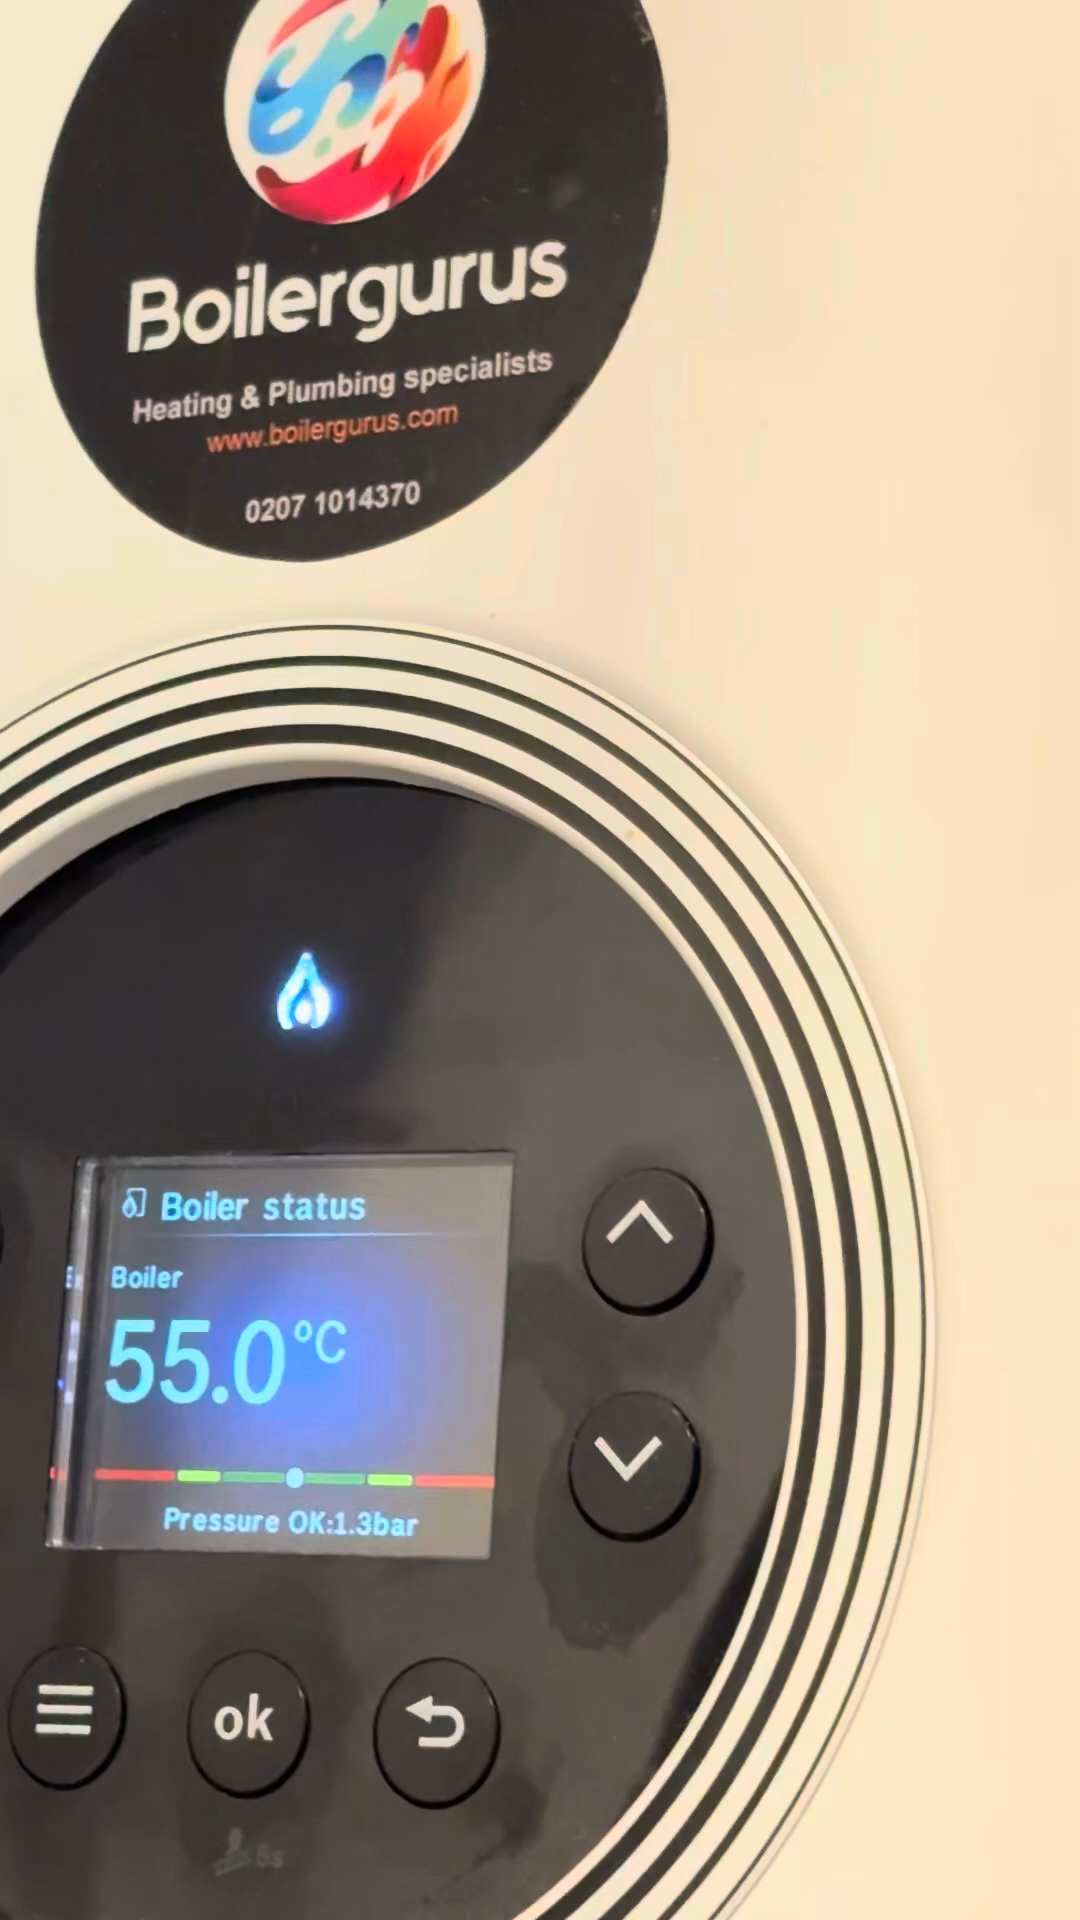 Boilergurus
Heating & Plumbing specialists
www.boilergurus.com
0207 1014370
Boiler status
Boiler
55.0°C
Pressure OK:1.3bar
ok
5s